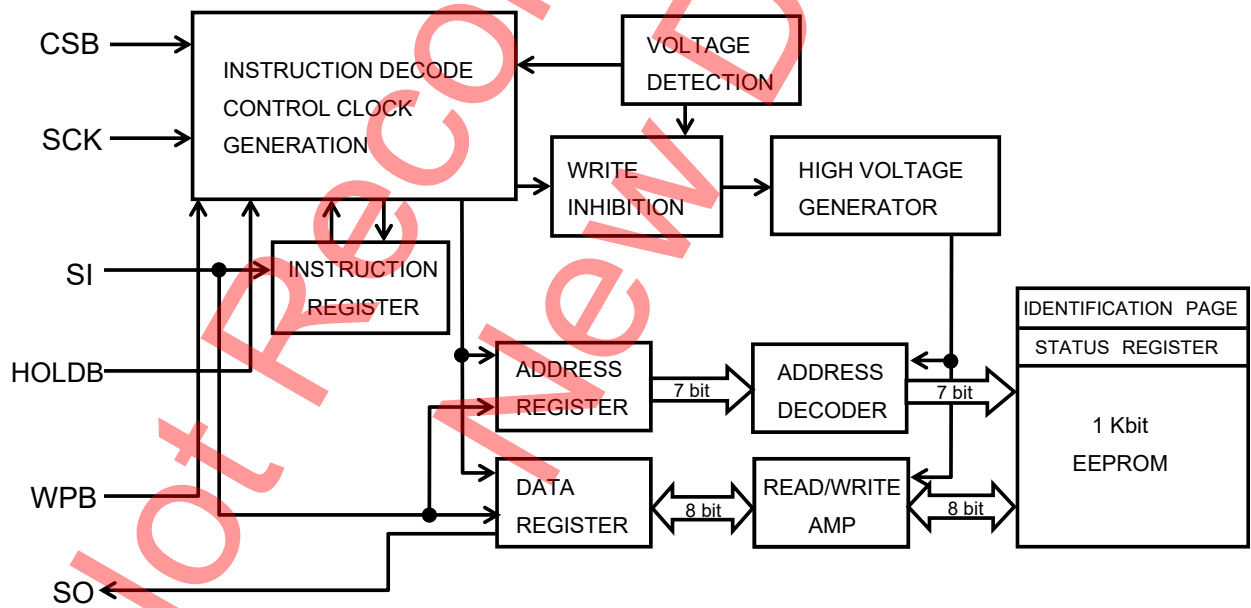 CSB
SCK
SI
HOLDB
WPB
SO
INSTRUCTION DECODE
CONTROL CLOCK
GENERATION
VOLTAGE
DETECTION
WRITE
INHIBITION
HIGH VOLTAGE
GENERATOR
INSTRUCTION
REGISTER
ADDRESS
REGISTER
7 bit
ADDRESS
DECODER
7 bit
DATA
REGISTER
8 bit
READ/WRITE
AMP
8 bit
IDENTIFICATION PAGE
STATUS REGISTER
1 Kbit
EEPROM
Not Recom
New D